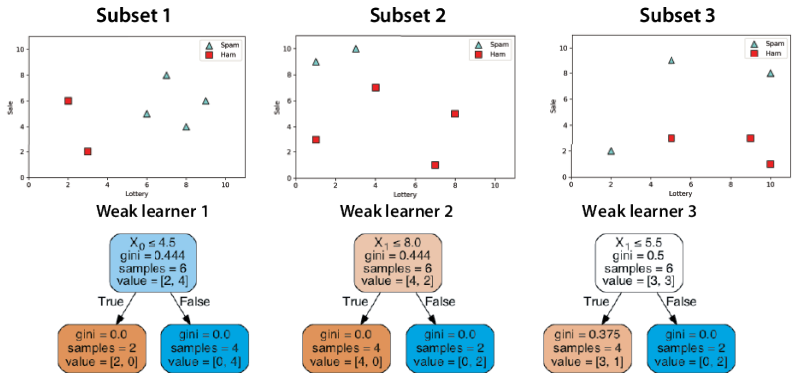 Subset 1
Subset 2
Subset 3
Spam
Ham
Sale
10
8
6
4
2
0
0 2 4 6 8 10
Lottery
Spam
Ham
Sale
10
8
6
4
2
0
0 2 4 6 8 10
Lottery
Spam
Ham
Sale
10
8
6
4
2
0
0 2 4 6 8 10
Lottery
Weak learner 1
Weak learner 2
Weak learner 3
X₀ ≤ 4.5
gini = 0.444
samples = 6
value = [2, 4]
True
False
gini = 0.0
samples = 2
value = [2, 0]
gini = 0.0
samples = 4
value = [0, 4]
X₁ ≤ 8.0
gini = 0.444
samples = 6
value = [4, 2]
True
False
gini = 0.0
samples = 4
value = [4, 0]
gini = 0.0
samples = 2
value = [0, 2]
X₁ ≤ 5.5
gini = 0.5
samples = 6
value = [3, 3]
True
False
gini = 0.375
samples = 4
value = [3, 1]
gini = 0.0
samples = 2
value = [0, 2]